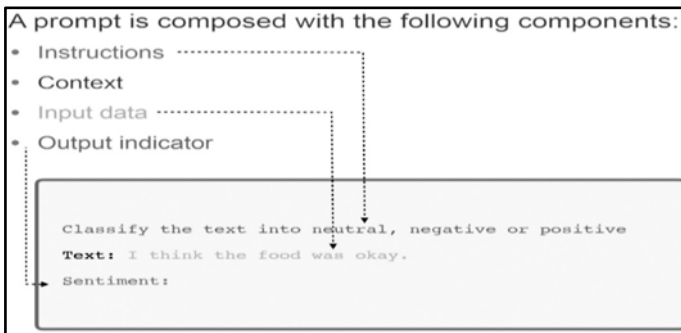 A prompt is composed with the following components:
• Instructions
• Context
• Input data
• Output indicator
Classify the text into neutral, negative or positive
Text: I think the food was okay.
Sentiment: